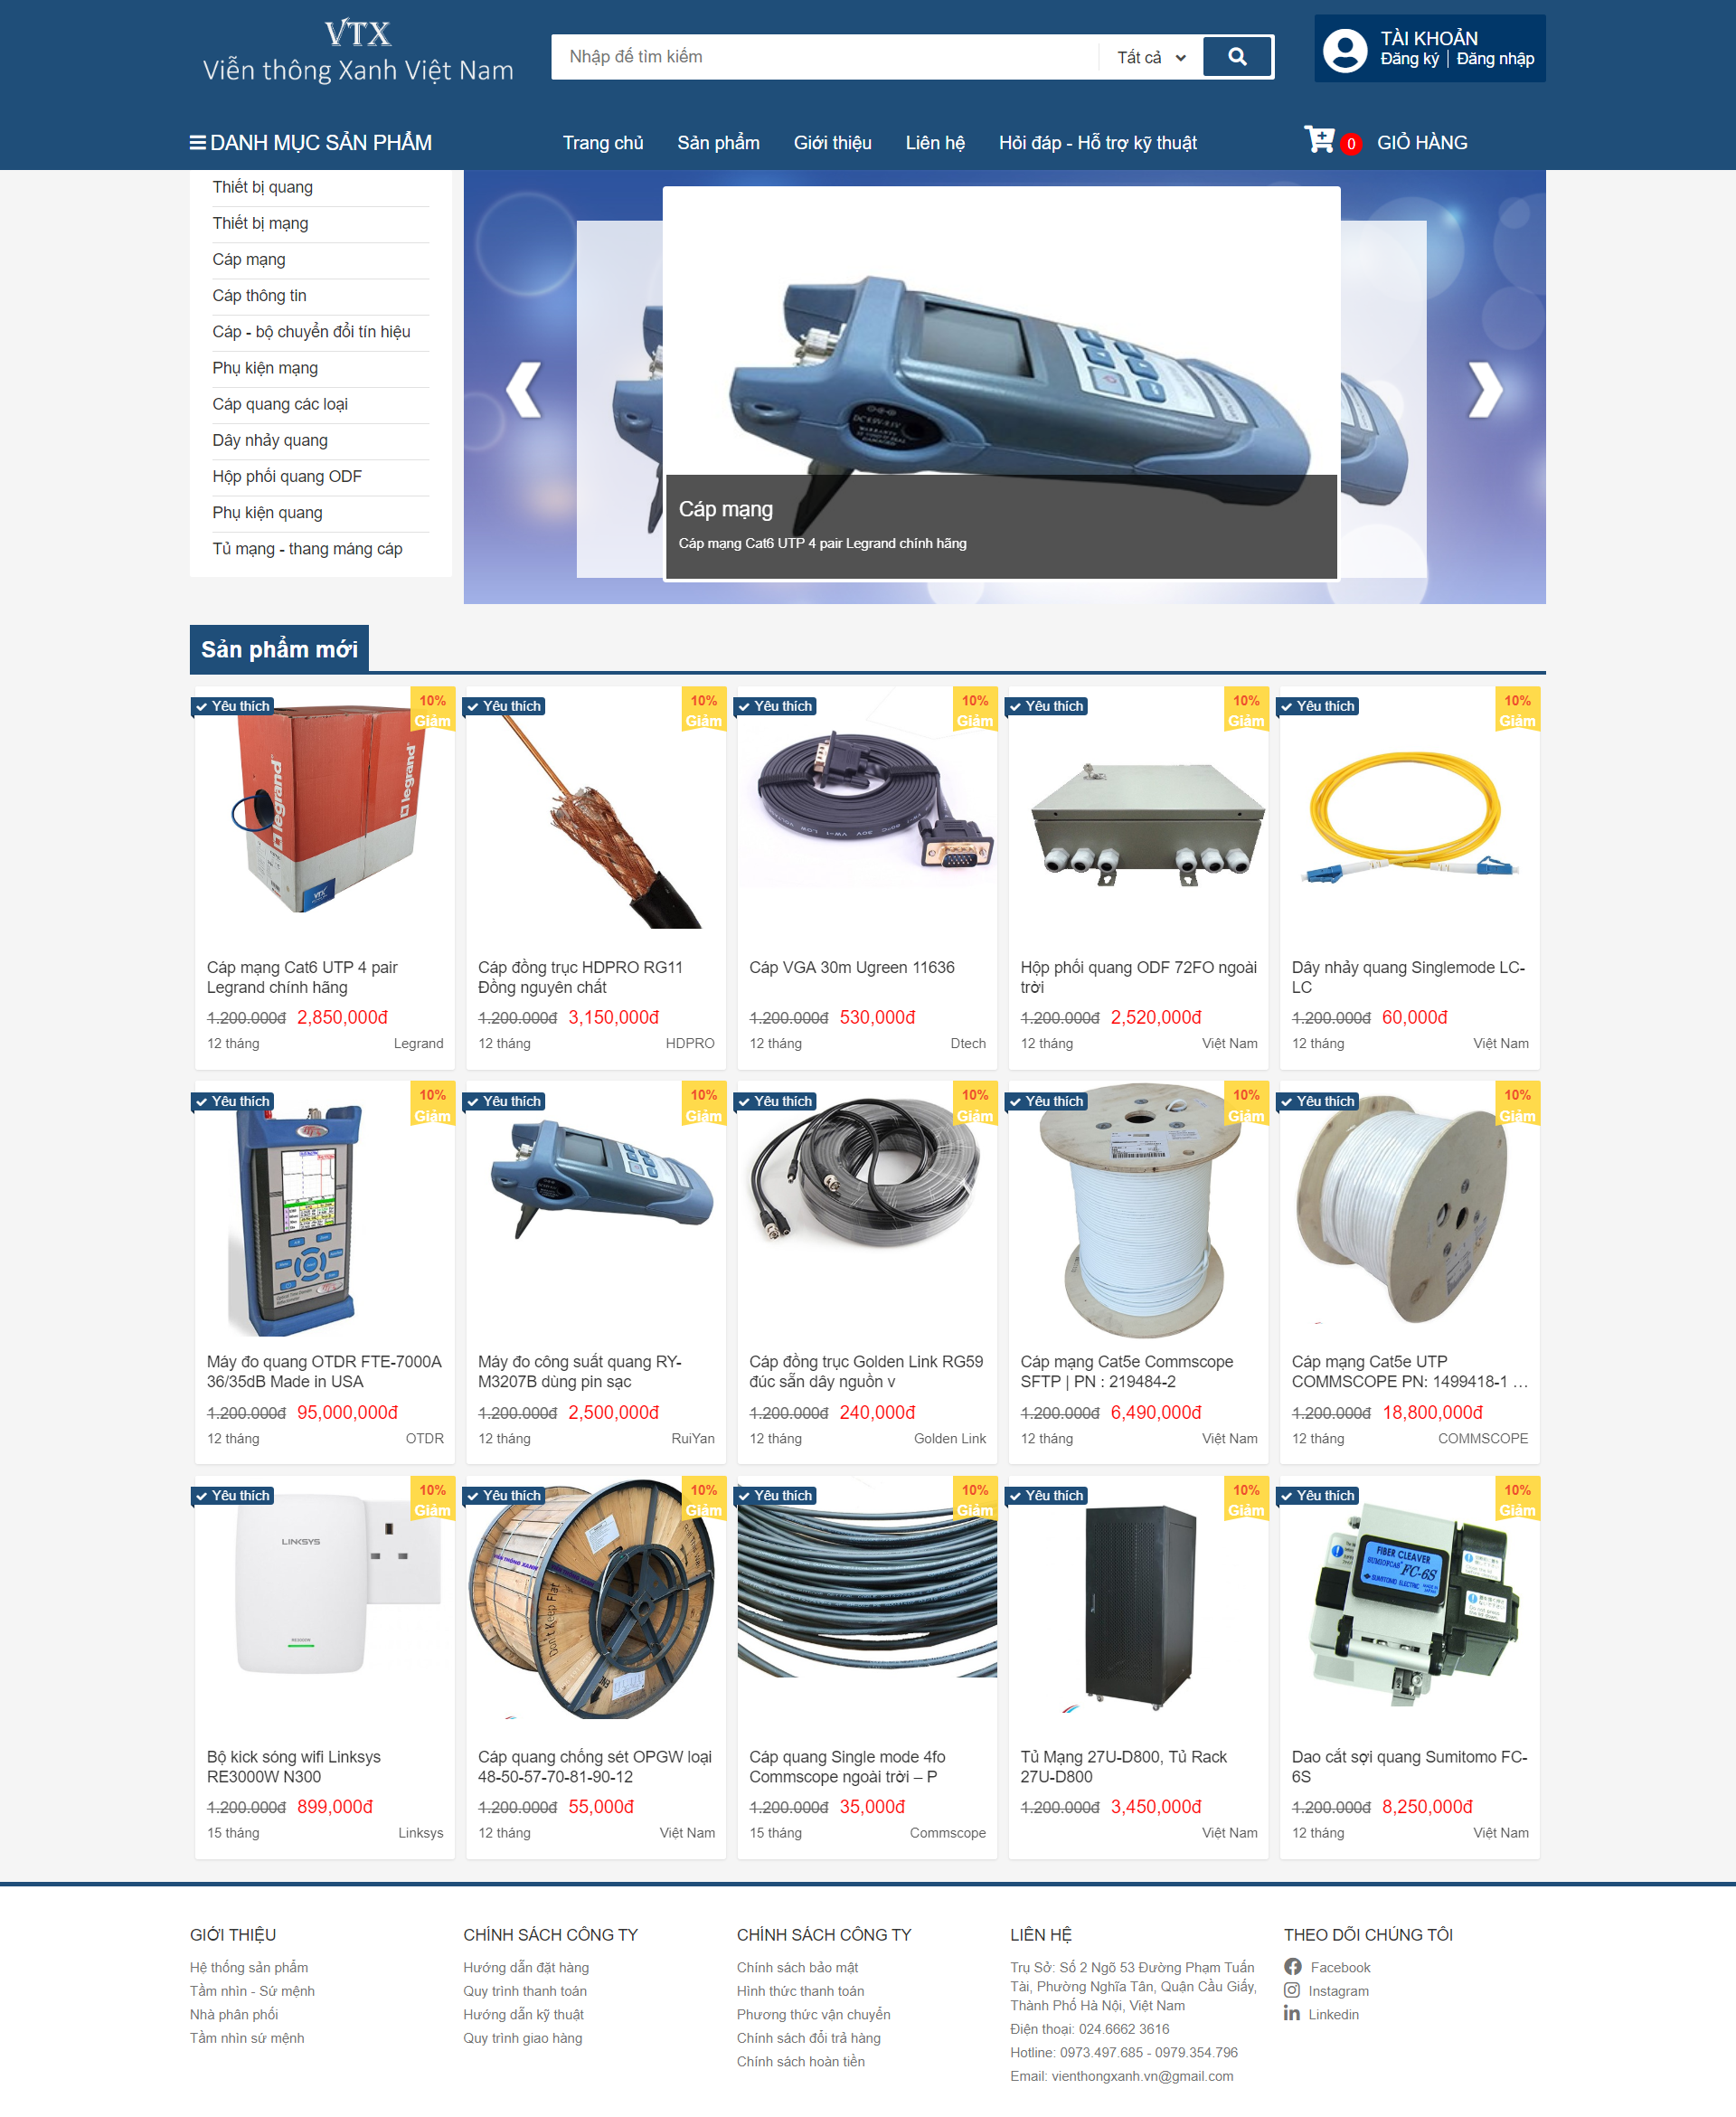 VTX
Viễn thông Xanh Việt Nam
Nhập để tìm kiếm
Tất cả
TÀI KHOẢN
Đăng ký
Đăng nhập
DANH MỤC SẢN PHẨM
Trang chủ
Sản phẩm
Giới thiệu
Liên hệ
Hỏi đáp - Hỗ trợ kỹ thuật
0
GIỎ HÀNG
Thiết bị quang
Thiết bị mạng
Cáp mạng
Cáp thông tin
Cáp - bộ chuyển đổi tín hiệu
Phụ kiện mạng
Cáp quang các loại
Dây nhảy quang
Hộp phối quang ODF
Phụ kiện quang
Tủ mạng - thang máng cáp
Cáp mạng
Cáp mạng Cat6 UTP 4 pair Legrand chính hãng
Sản phẩm mới
Yêu thích
10%
Giảm
legrand
legrand
Cáp mạng Cat6 UTP 4 pair
Legrand chính hãng
1.200.000đ 2,850,000đ
12 tháng Legrand
Yêu thích
10%
Giảm
Cáp đồng trục HDPRO RG11
Đồng nguyên chất
1.200.000đ 3,150,000đ
12 tháng HDPRO
Yêu thích
10%
Giảm
Cáp VGA 30m Ugreen 11636
1.200.000đ 530,000đ
12 tháng Dtech
Yêu thích
10%
Giảm
Hộp phối quang ODF 72FO ngoài
trời
1.200.000đ 2,520,000đ
12 tháng Việt Nam
Yêu thích
10%
Giảm
Dây nhảy quang Singlemode LC-
LC
1.200.000đ 60,000đ
12 tháng Việt Nam
Yêu thích
10%
Giảm
Máy đo quang OTDR FTE-7000A
36/35dB Made in USA
1.200.000đ 95,000,000đ
12 tháng OTDR
Yêu thích
10%
Giảm
Máy đo công suất quang RY-
M3207B dùng pin sạc
1.200.000đ 2,500,000đ
12 tháng RuiYan
Yêu thích
10%
Giảm
Cáp đồng trục Golden Link RG59
đúc sẵn dây nguồn v
1.200.000đ 240,000đ
12 tháng Golden Link
Yêu thích
10%
Giảm
Cáp mạng Cat5e Commscope
SFTP | PN : 219484-2
1.200.000đ 6,490,000đ
12 tháng Việt Nam
Yêu thích
10%
Giảm
Cáp mạng Cat5e UTP
COMMSCOPE PN: 1499418-1 …
1.200.000đ 18,800,000đ
12 tháng COMMSCOPE
Yêu thích
10%
Giảm
LINKSYS
Bộ kick sóng wifi Linksys
RE3000W N300
1.200.000đ 899,000đ
15 tháng Linksys
Yêu thích
10%
Giảm
Don't Keep Flat
Cáp quang chống sét OPGW loại
48-50-57-70-81-90-12
1.200.000đ 55,000đ
12 tháng Việt Nam
Yêu thích
10%
Giảm
Cáp quang Single mode 4fo
Commscope ngoài trời – P
1.200.000đ 35,000đ
15 tháng Commscope
Yêu thích
10%
Giảm
Tủ Mạng 27U-D800, Tủ Rack
27U-D800
1.200.000đ 3,450,000đ
Việt Nam
Yêu thích
10%
Giảm
FIBER CLEAVER
FC-6S
SUMITOMO ELECTRIC
Dao cắt sợi quang Sumitomo FC-
6S
1.200.000đ 8,250,000đ
12 tháng Việt Nam
GIỚI THIỆU
Hệ thống sản phẩm
Tầm nhìn - Sứ mệnh
Nhà phân phối
Tầm nhìn sứ mệnh
CHÍNH SÁCH CÔNG TY
Hướng dẫn đặt hàng
Quy trình thanh toán
Hướng dẫn kỹ thuật
Quy trình giao hàng
CHÍNH SÁCH CÔNG TY
Chính sách bảo mật
Hình thức thanh toán
Phương thức vận chuyển
Chính sách đổi trả hàng
Chính sách hoàn tiền
LIÊN HỆ
Trụ Sở: Số 2 Ngõ 53 Đường Phạm Tuấn
Tài, Phường Nghĩa Tân, Quận Cầu Giấy,
Thành Phố Hà Nội, Việt Nam
Điện thoại: 024.6662 3616
Hotline: 0973.497.685 - 0979.354.796
Email: vienthongxanh.vn@gmail.com
THEO DÕI CHÚNG TÔI
Facebook
Instagram
Linkedin